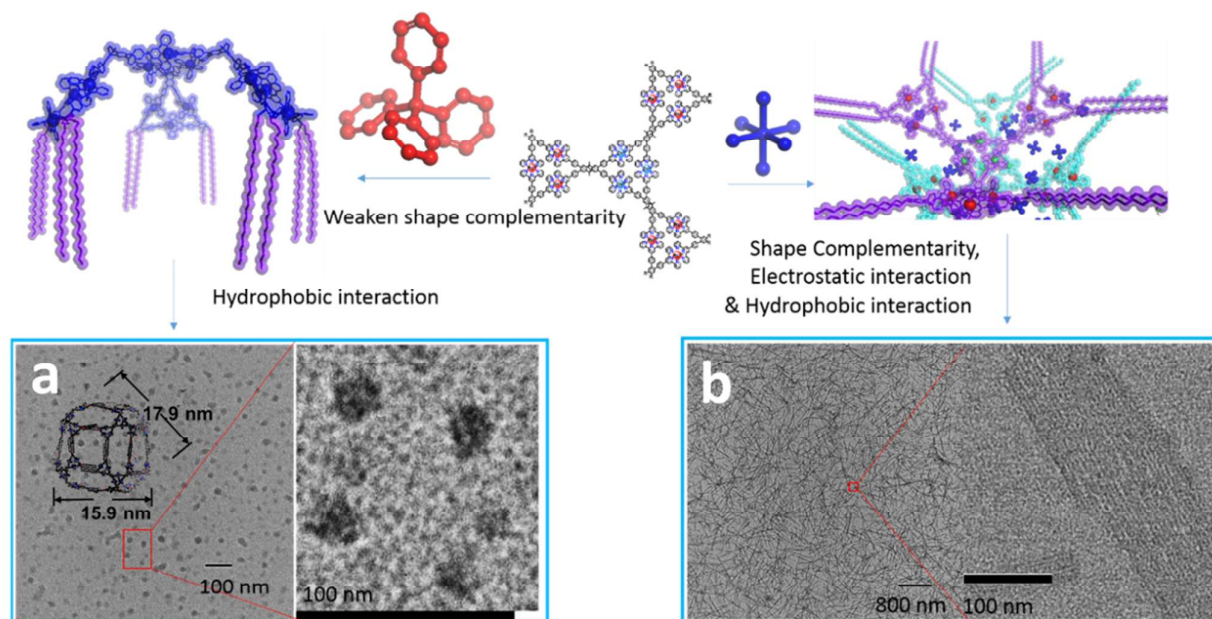 Weaken shape complementarity
Shape Complementarity,
Electrostatic interaction
& Hydrophobic interaction
Hydrophobic interaction
a
17.9 nm
15.9 nm
100 nm
100 nm
b
800 nm
100 nm